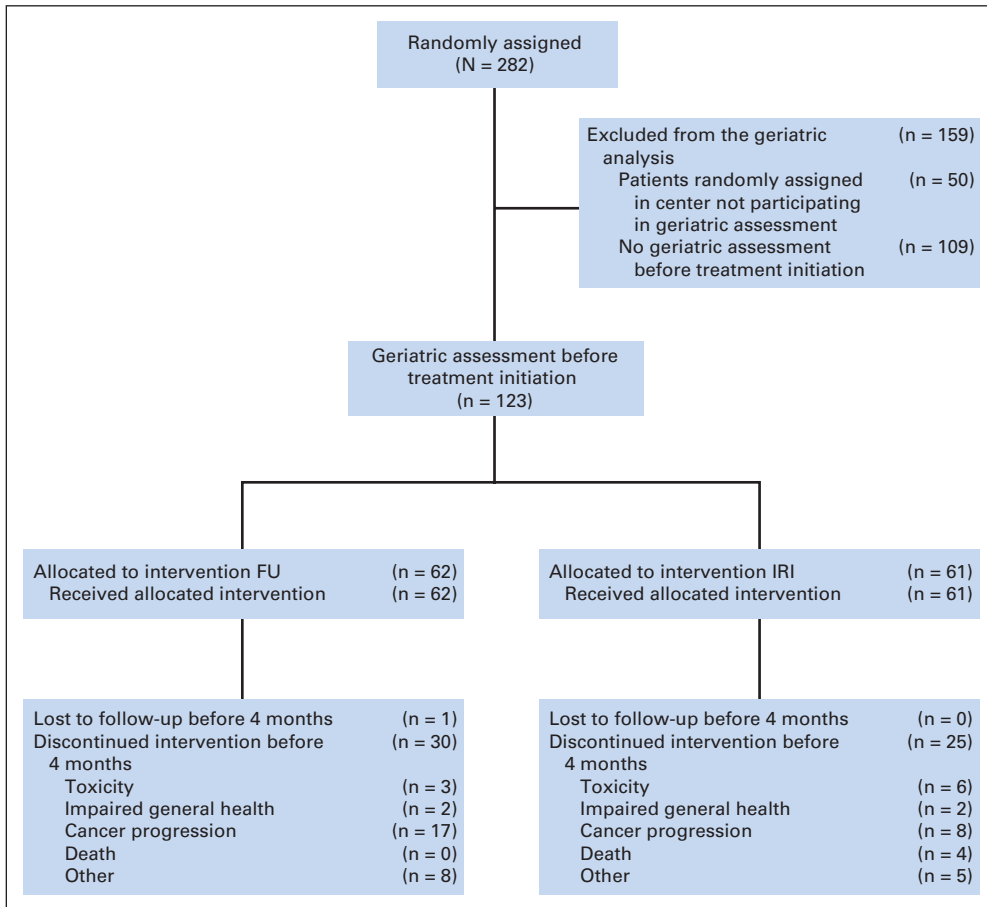 Randomly assigned
(N = 282)
Excluded from the geriatric (n = 159)
analysis
Patients randomly assigned (n = 50)
in center not participating
in geriatric assessment
No geriatric assessment (n = 109)
before treatment initiation
Geriatric assessment before
treatment initiation
(n = 123)
Allocated to intervention FU (n = 62)
Received allocated intervention (n = 62)
Allocated to intervention IRI (n = 61)
Received allocated intervention (n = 61)
Lost to follow-up before 4 months (n = 1)
Discontinued intervention before (n = 30)
4 months
Toxicity (n = 3)
Impaired general health (n = 2)
Cancer progression (n = 17)
Death (n = 0)
Other (n = 8)
Lost to follow-up before 4 months (n = 0)
Discontinued intervention before (n = 25)
4 months
Toxicity (n = 6)
Impaired general health (n = 2)
Cancer progression (n = 8)
Death (n = 4)
Other (n = 5)